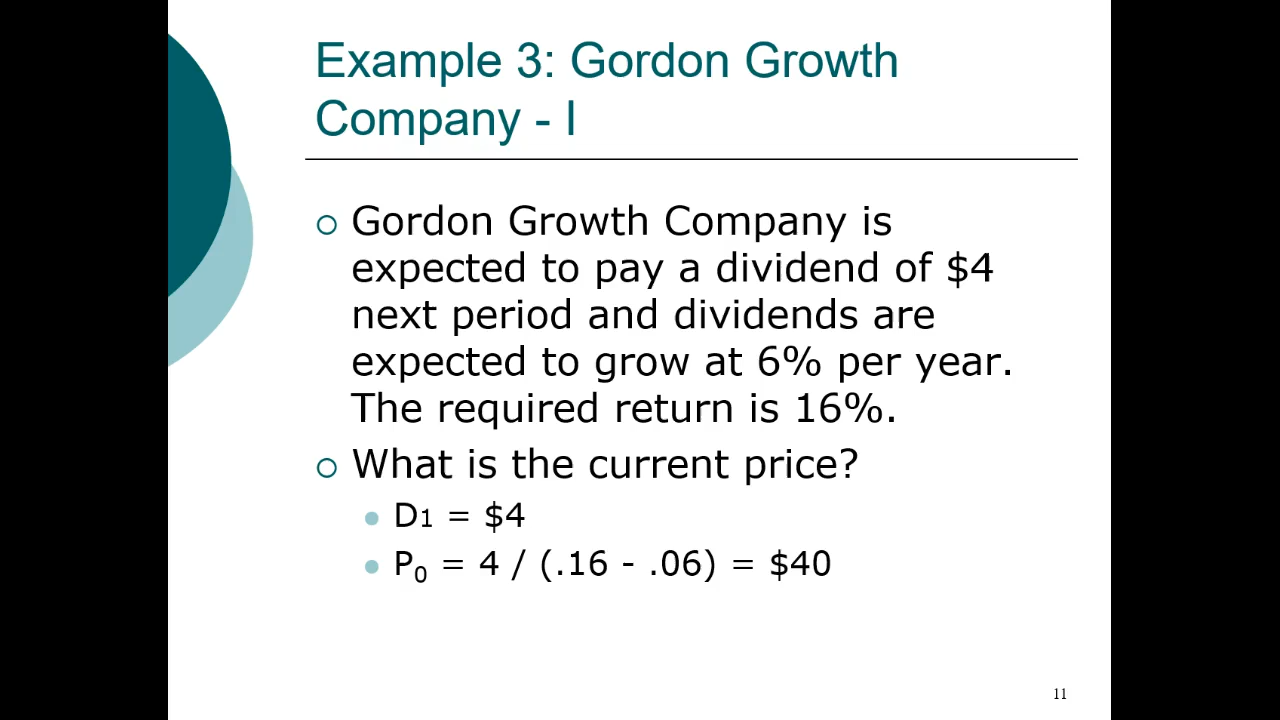 Example 3: Gordon Growth
Company - I
Gordon Growth Company is
expected to pay a dividend of $4
next period and dividends are
expected to grow at 6% per year.
The required return is 16%.
What is the current price?
D1 = $4
P0 = 4 / (.16 - .06) = $40
11